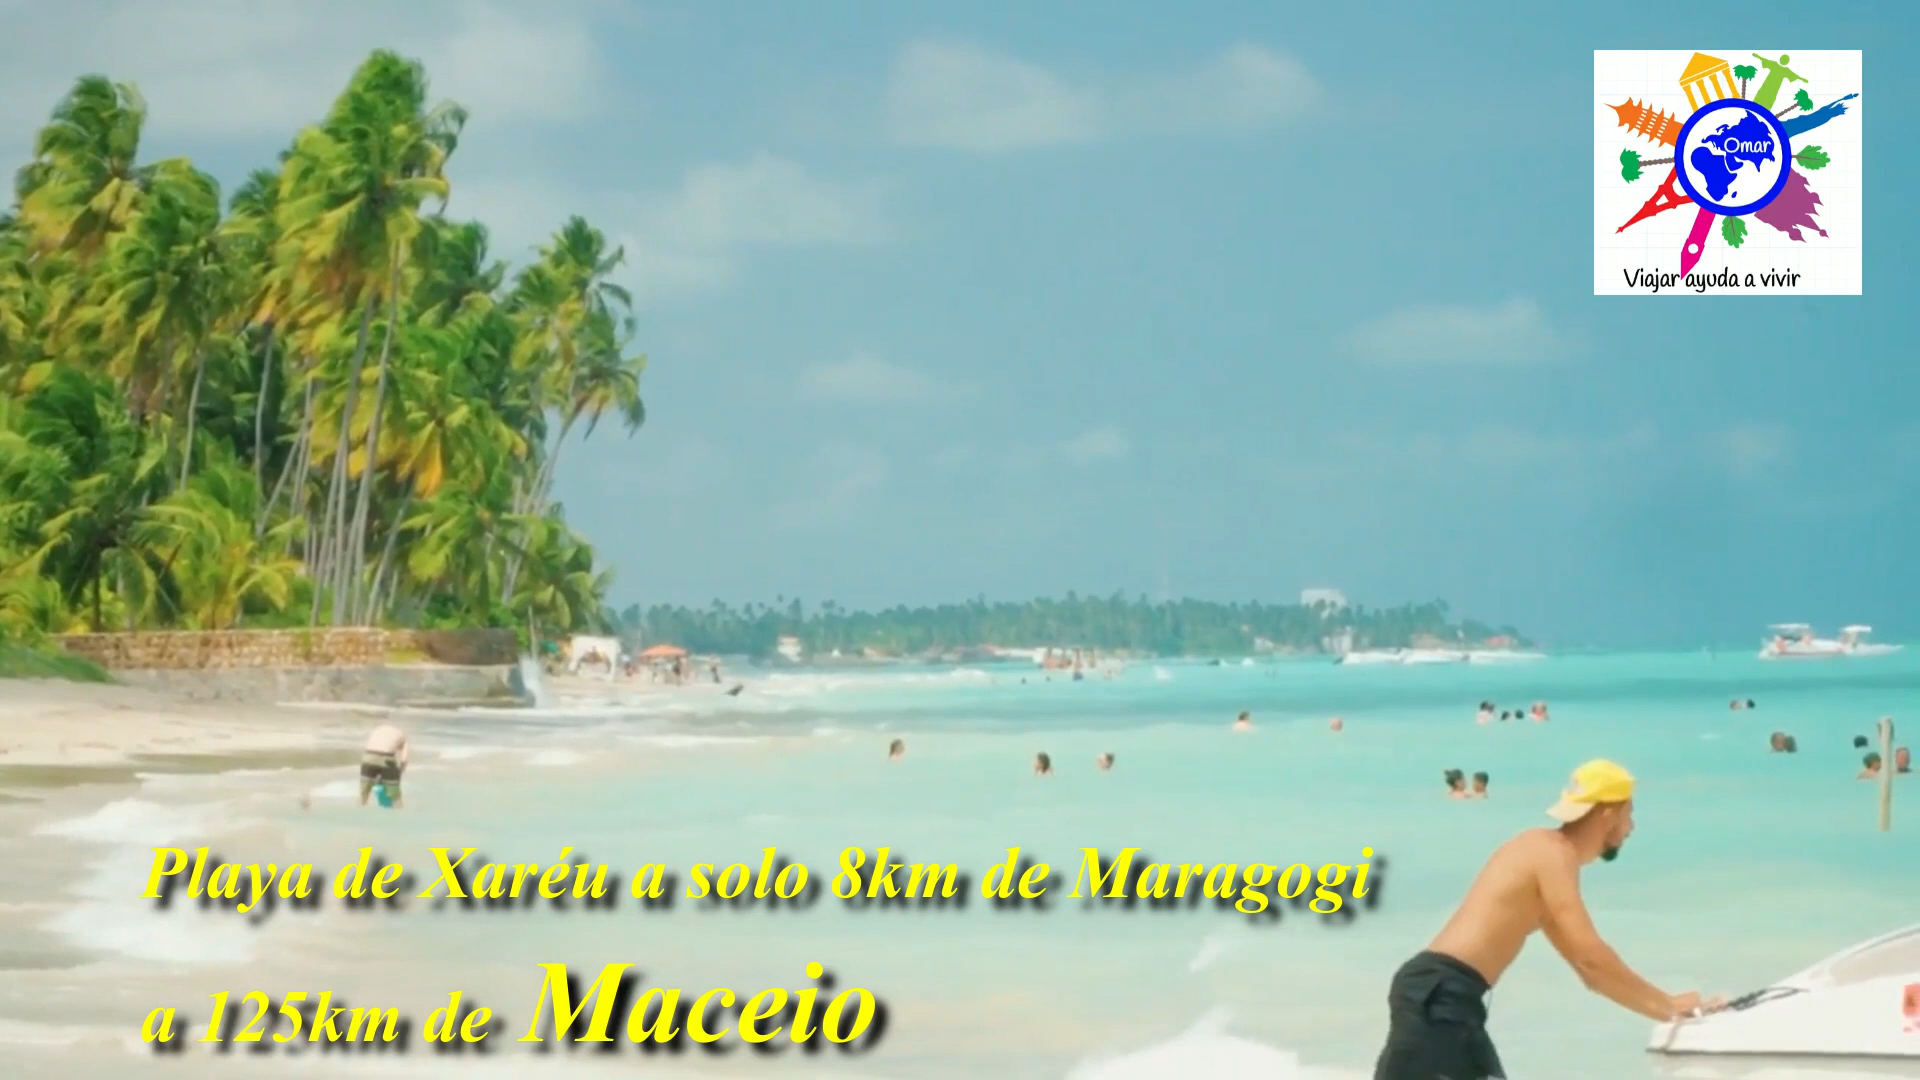 Omar
Viajar ayuda a vivir
Playa de Xaréu a solo 8km de Maragogi
a 125km de Maceio